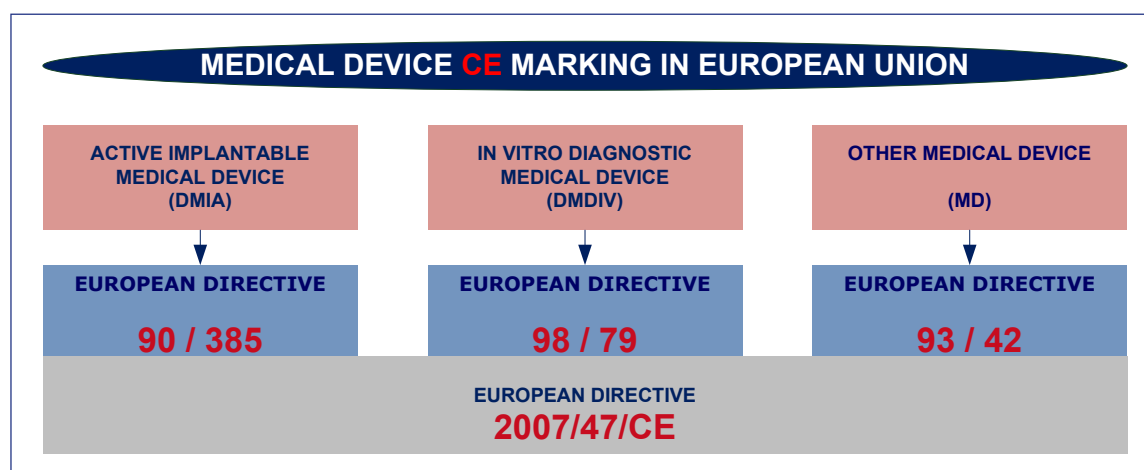 MEDICAL DEVICE CE MARKING IN EUROPEAN UNION
ACTIVE IMPLANTABLE
MEDICAL DEVICE
(DMIA)
IN VITRO DIAGNOSTIC
MEDICAL DEVICE
(DMDIV)
OTHER MEDICAL DEVICE
(MD)
EUROPEAN DIRECTIVE
90 / 385
EUROPEAN DIRECTIVE
98 / 79
EUROPEAN DIRECTIVE
93 / 42
EUROPEAN DIRECTIVE
2007/47/CE